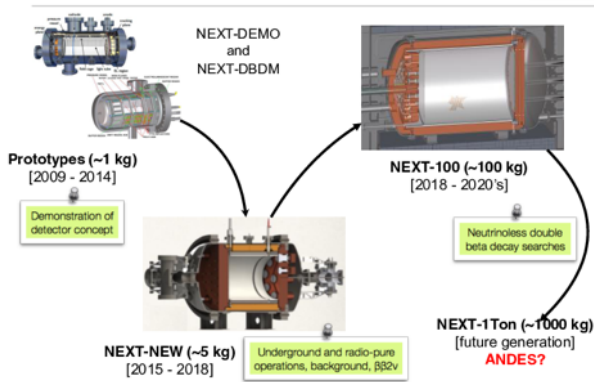 NEXT-DEMO
and
NEXT-DBDM
Prototypes (~1 kg)
[2009 - 2014]
Demonstration of
detector concept
NEXT-NEW (~5 kg)
[2015 - 2018]
Underground and radio-pure
operations, background, ββ2ν
NEXT-100 (~100 kg)
[2018 - 2020's]
Neutrinoless double
beta decay searches
NEXT-1Ton (~1000 kg)
[future generation]
ANDES?